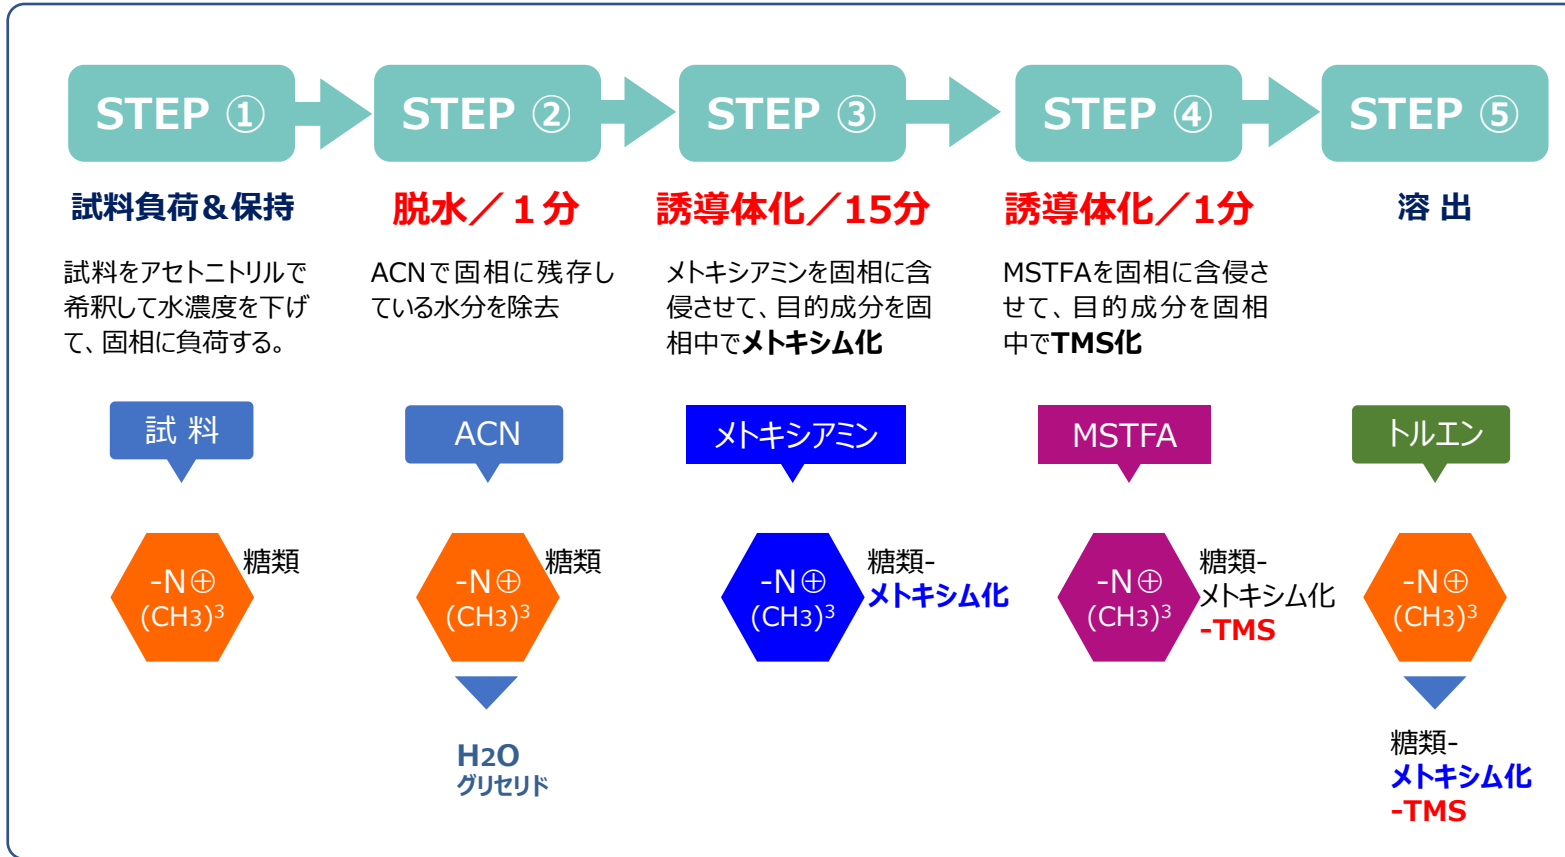 STEP ①
STEP ②
STEP ③
STEP ④
STEP ⑤
試料負荷&保持
脱水／１分
誘導体化／15分
誘導体化／1分
溶 出
試料をアセトニトリルで
希釈して水濃度を下げ
て、固相に負荷する。
ACNで固相に残存し
ている水分を除去
メトキシアミンを固相に含
侵させて、目的成分を固
相中でメトキシム化
MSTFAを固相に含侵さ
せて、目的成分を固相
中でTMS化
試 料
ACN
メトキシアミン
MSTFA
トルエン
-N⊕
(CH3)³
糖類
-N⊕
(CH3)³
糖類
H2O
グリセリド
-N⊕
(CH3)³
糖類-
メトキシム化
-N⊕
(CH3)³
糖類-
メトキシム化
-TMS
-N⊕
(CH3)³
糖類-
メトキシム化
-TMS